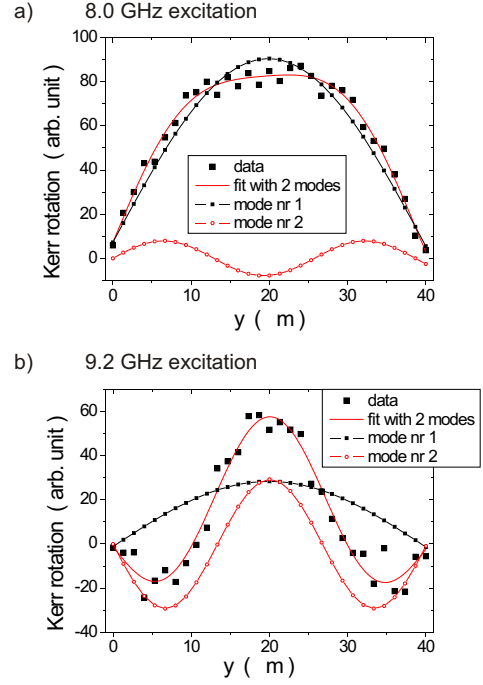 a) 8.0 GHz excitation
100
80
60
40
20
0
Kerr rotation ( arb. unit )
data
fit with 2 modes
mode nr 1
mode nr 2
0 10 20 30 40
y ( m)
b) 9.2 GHz excitation
60
40
20
0
-20
-40
Kerr rotation ( arb. unit )
data
fit with 2 modes
mode nr 1
mode nr 2
0 10 20 30 40
y ( m)